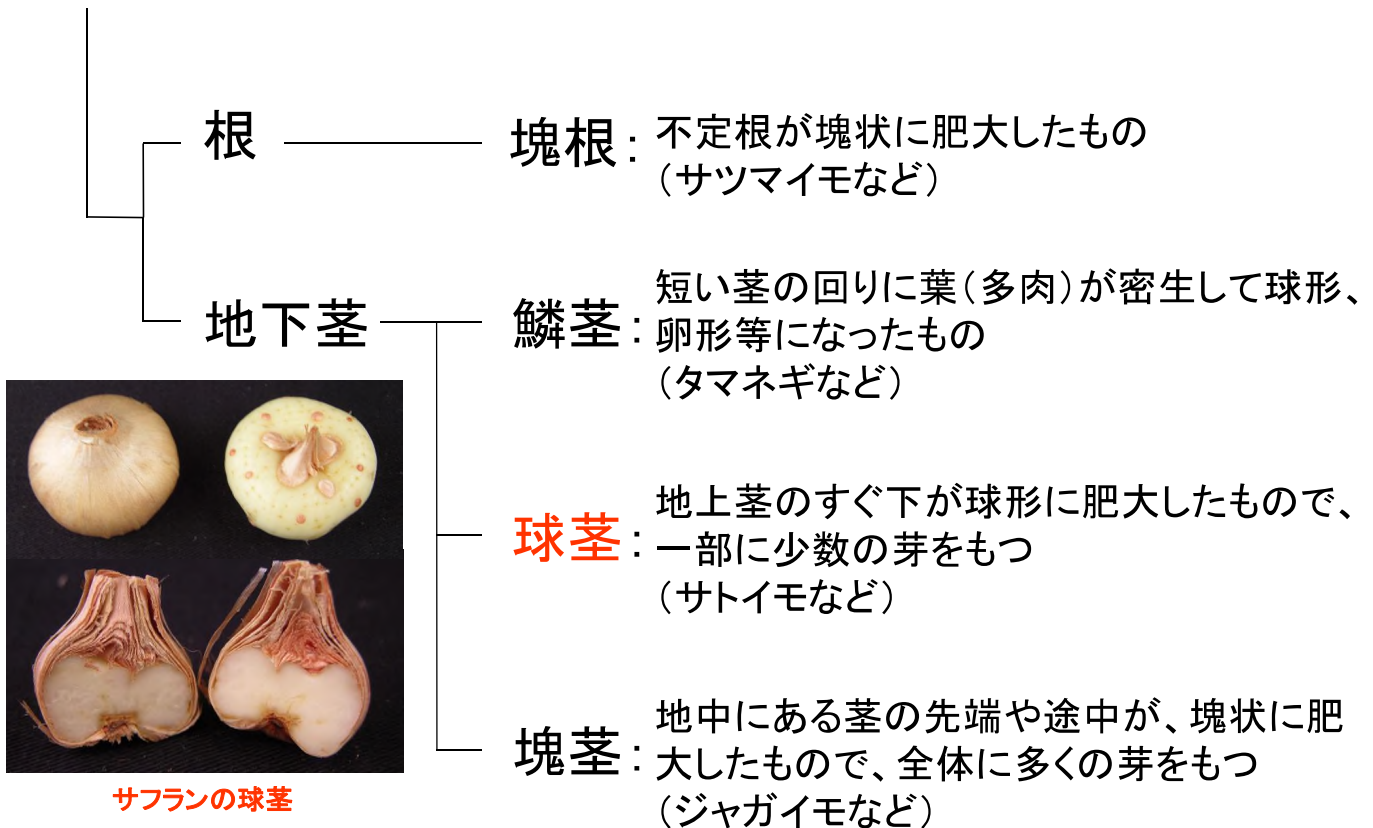 根
塊根：
不定根が塊状に肥大したもの
（サツマイモなど）
地下茎
鱗茎：
短い茎の回りに葉（多肉）が密生して球形、
卵形等になったもの
（タマネギなど）
球茎：
地上茎のすぐ下が球形に肥大したもので、
一部に少数の芽をもつ
（サトイモなど）
塊茎：
地中にある茎の先端や途中が、塊状に肥
大したもので、全体に多くの芽をもつ
（ジャガイモなど）
サフランの球茎